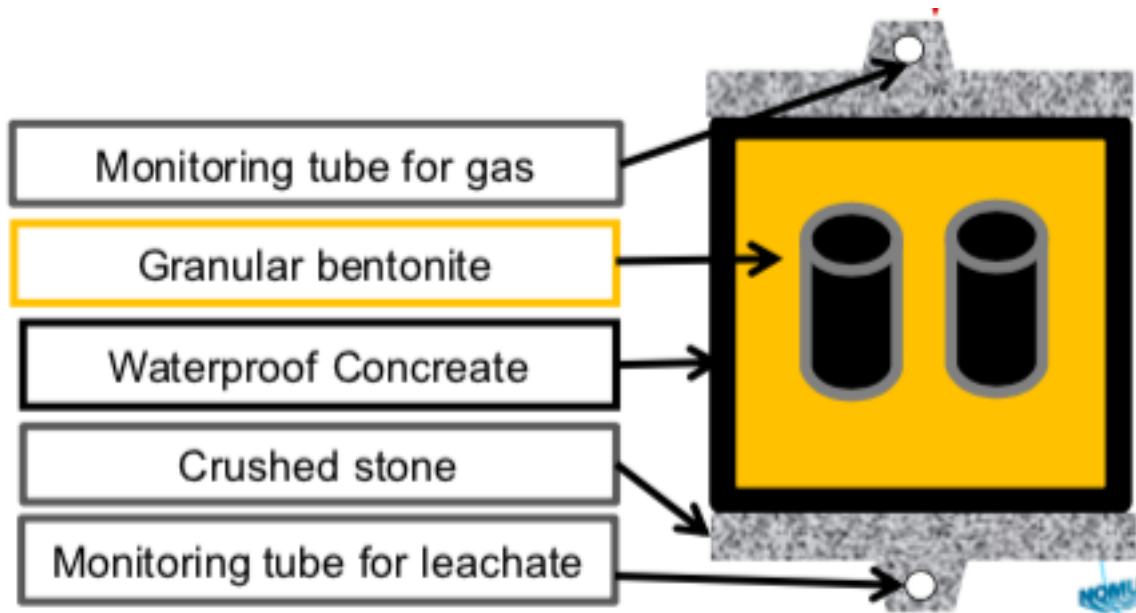 Monitoring tube for gas
Granular bentonite
Waterproof Concreate
Crushed stone
Monitoring tube for leachate